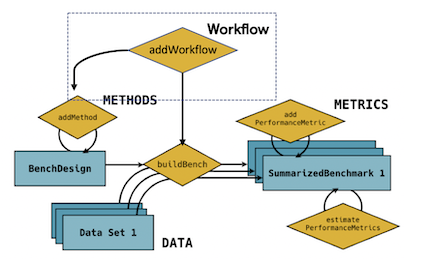 Workflow
addWorkflow
METHODS
METRICS
addMethod
add
PerformanceMetric
BenchDesign
buildBench
SummarizedBenchmark 1
Data Set 1
DATA
estimate
PerformanceMetrics